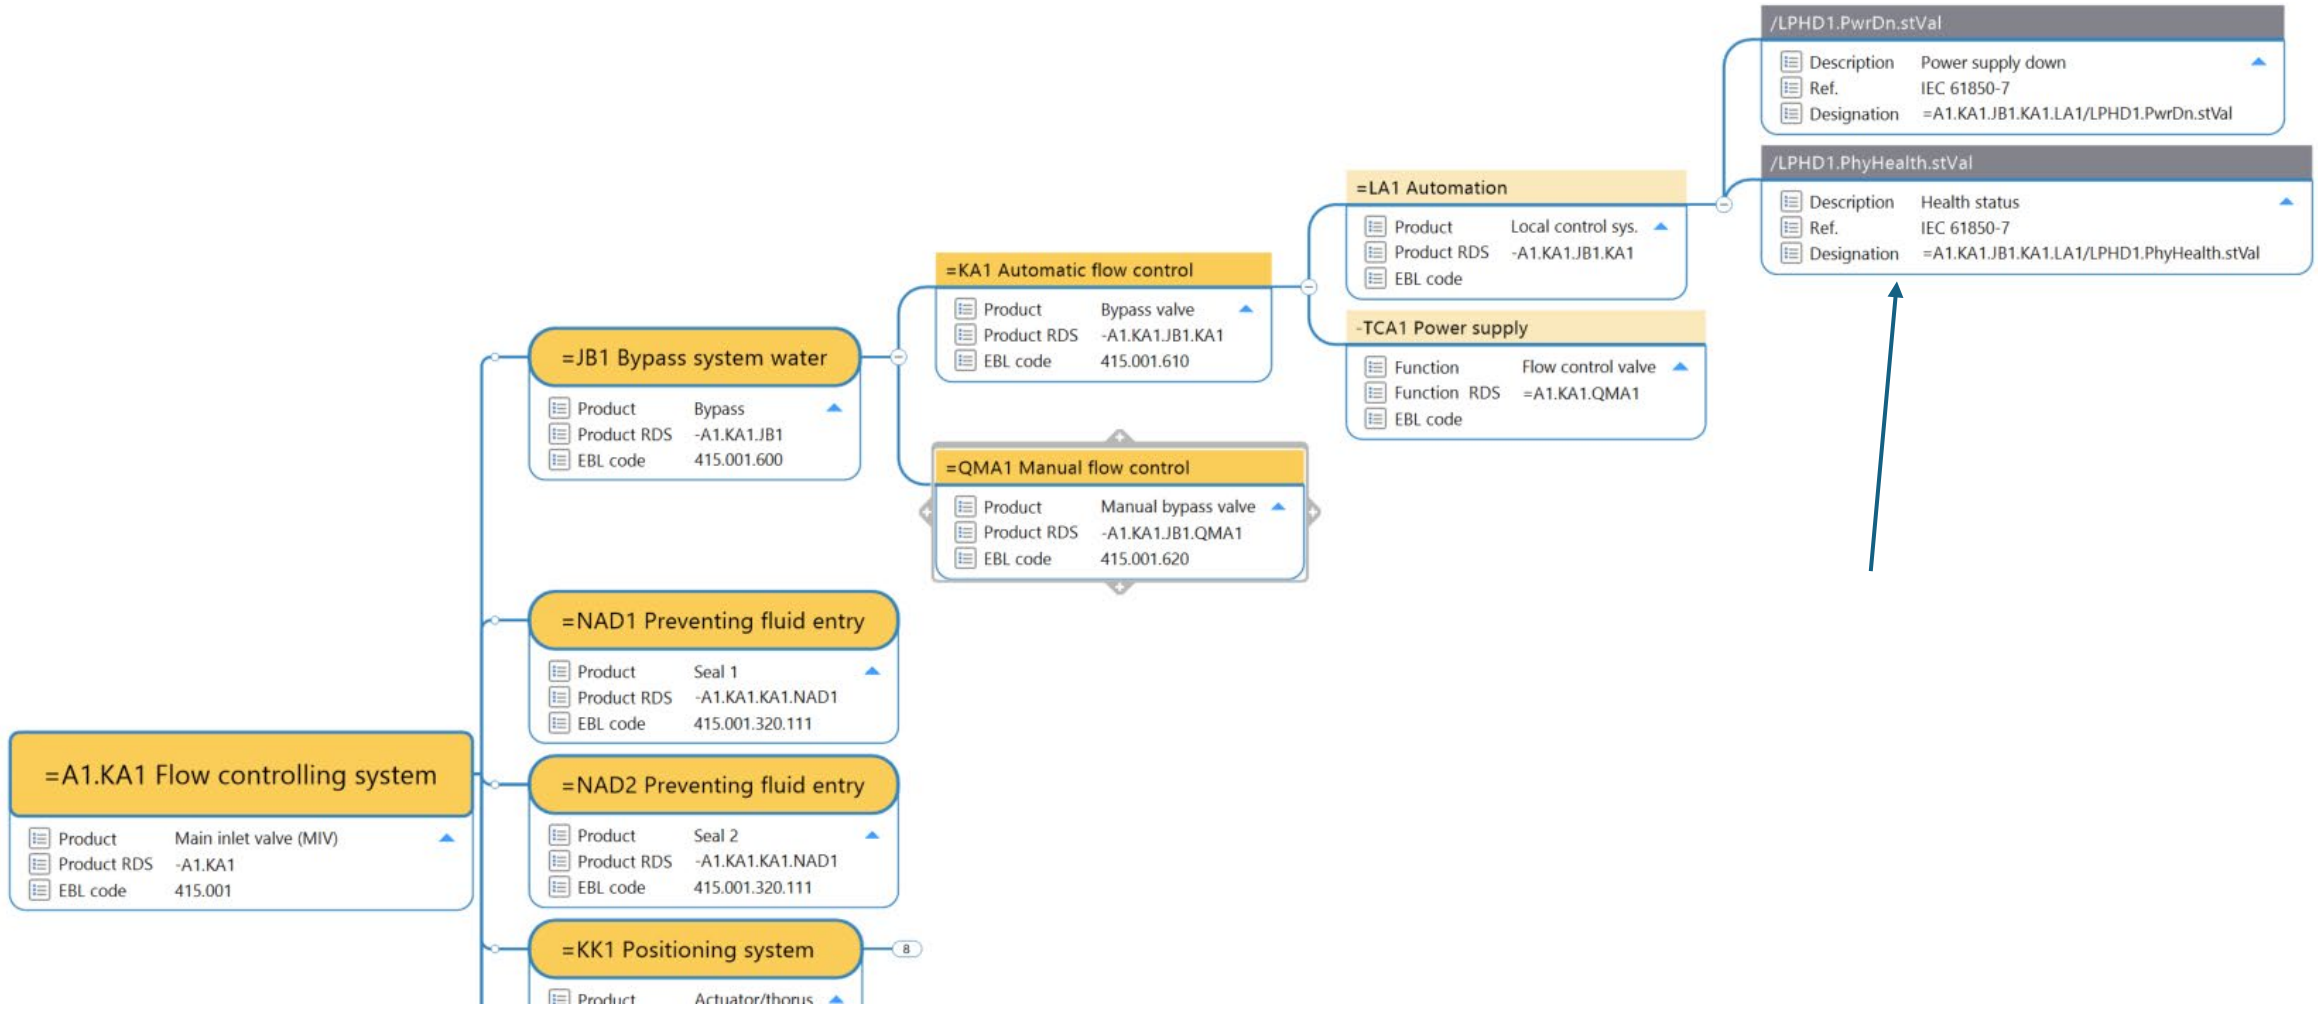 /LPHD1.PwrDn.stVal
Description Power supply down
Ref. IEC 61850-7
Designation =A1.KA1.JB1.KA1.LA1/LPHD1.PwrDn.stVal
/LPHD1.PhyHealth.stVal
Description Health status
Ref. IEC 61850-7
Designation =A1.KA1.JB1.KA1.LA1/LPHD1.PhyHealth.stVal
=LA1 Automation
Product Local control sys.
Product RDS -A1.KA1.JB1.KA1
EBL code
=KA1 Automatic flow control
Product Bypass valve
Product RDS -A1.KA1.JB1.KA1
EBL code 415.001.610
-TCA1 Power supply
Function Flow control valve
Function RDS =A1.KA1.QMA1
EBL code
=JB1 Bypass system water
Product Bypass
Product RDS -A1.KA1.JB1
EBL code 415.001.600
=QMA1 Manual flow control
Product Manual bypass valve
Product RDS -A1.KA1.JB1.QMA1
EBL code 415.001.620
=NAD1 Preventing fluid entry
Product Seal 1
Product RDS -A1.KA1.KA1.NAD1
EBL code 415.001.320.111
=A1.KA1 Flow controlling system
Product Main inlet valve (MIV)
Product RDS -A1.KA1
EBL code 415.001
=NAD2 Preventing fluid entry
Product Seal 2
Product RDS -A1.KA1.KA1.NAD1
EBL code 415.001.320.111
=KK1 Positioning system
8
Product Actuator/thorus